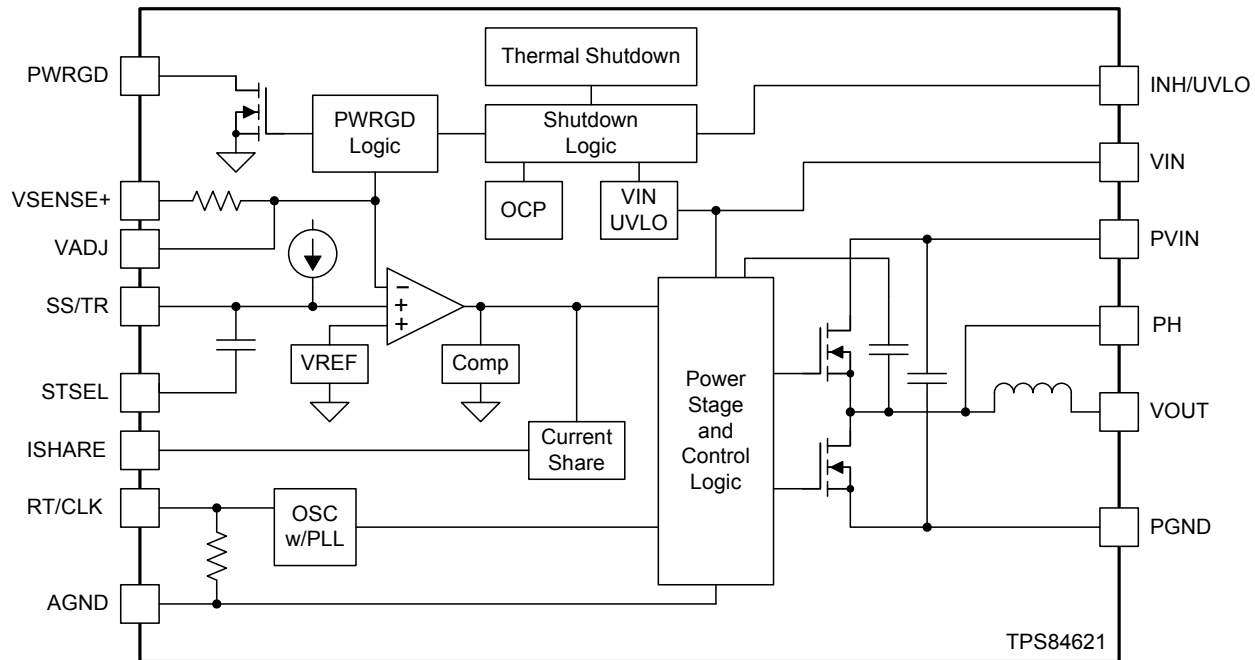 PWRGD
VSENSE+
VADJ
SS/TR
STSEL
ISHARE
RT/CLK
AGND
Thermal Shutdown
PWRGD
Logic
Shutdown
Logic
OCP
VIN
UVLO
−
+
+
VREF
Comp
Current
Share
OSC
w/PLL
Power
Stage
and
Control
Logic
INH/UVLO
VIN
PVIN
PH
VOUT
PGND
TPS84621